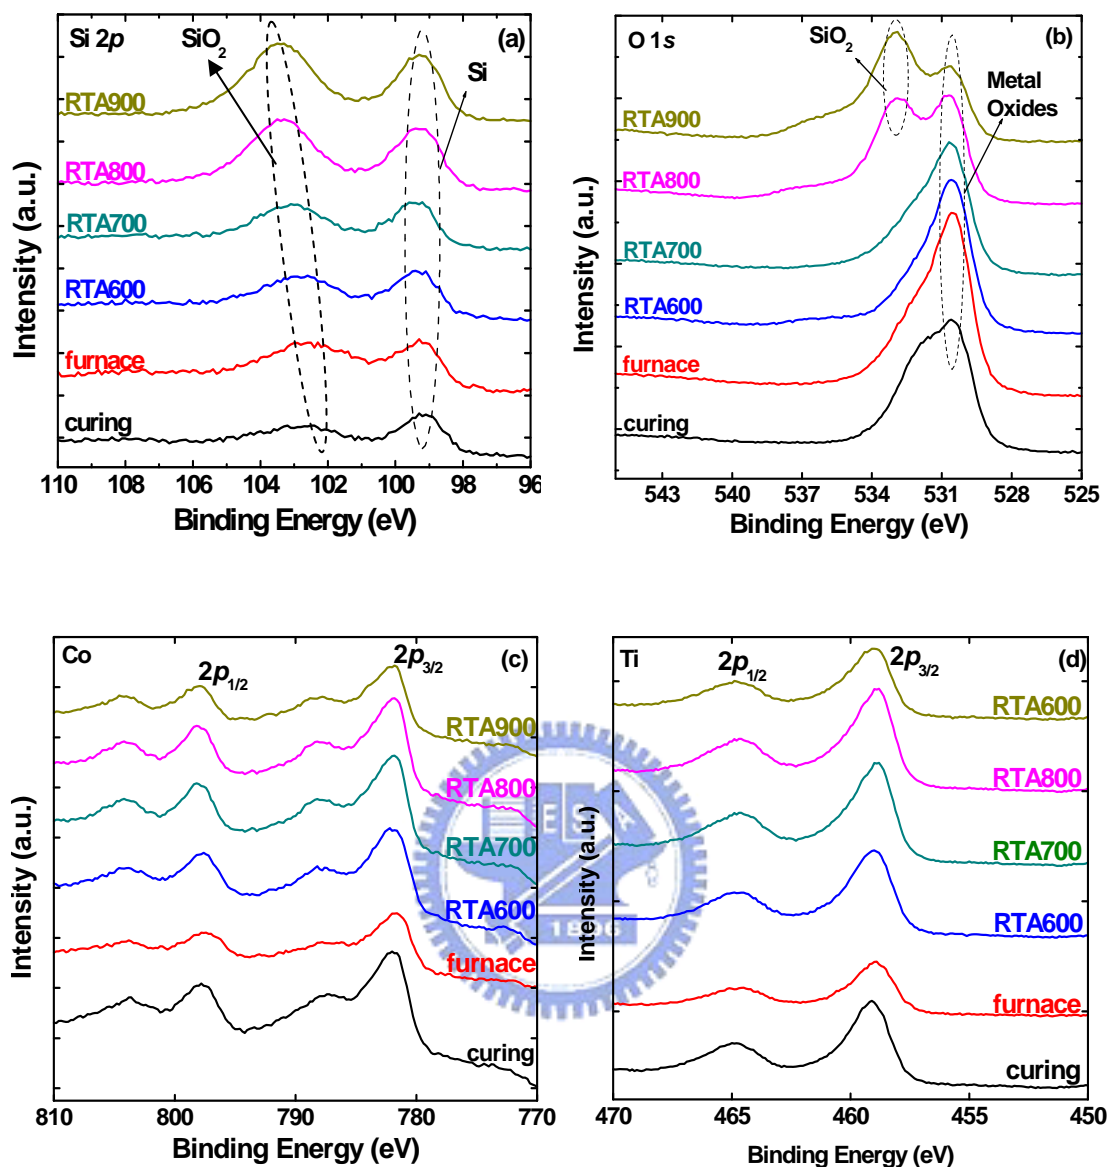 Si 2p
SiO2
(a)
Si
RTA900
RTA800
RTA700
RTA600
furnace
curing
Intensity (a.u.)
110 108 106 104 102 100 98 96
Binding Energy (eV)
O 1s
SiO2
(b)
Metal
Oxides
RTA900
RTA800
RTA700
RTA600
furnace
curing
Intensity (a.u.)
543 540 537 534 531 528 525
Binding Energy (eV)
Co
2p1/2
2p3/2
(c)
RTA900
RTA800
RTA700
RTA600
furnace
curing
Intensity (a.u.)
810 800 790 780 770
Binding Energy (eV)
Ti
2p1/2
2p3/2
(d)
RTA600
RTA800
RTA700
RTA600
furnace
curing
Intensity (a.u.)
470 465 460 455 450
Binding Energy (eV)
1896